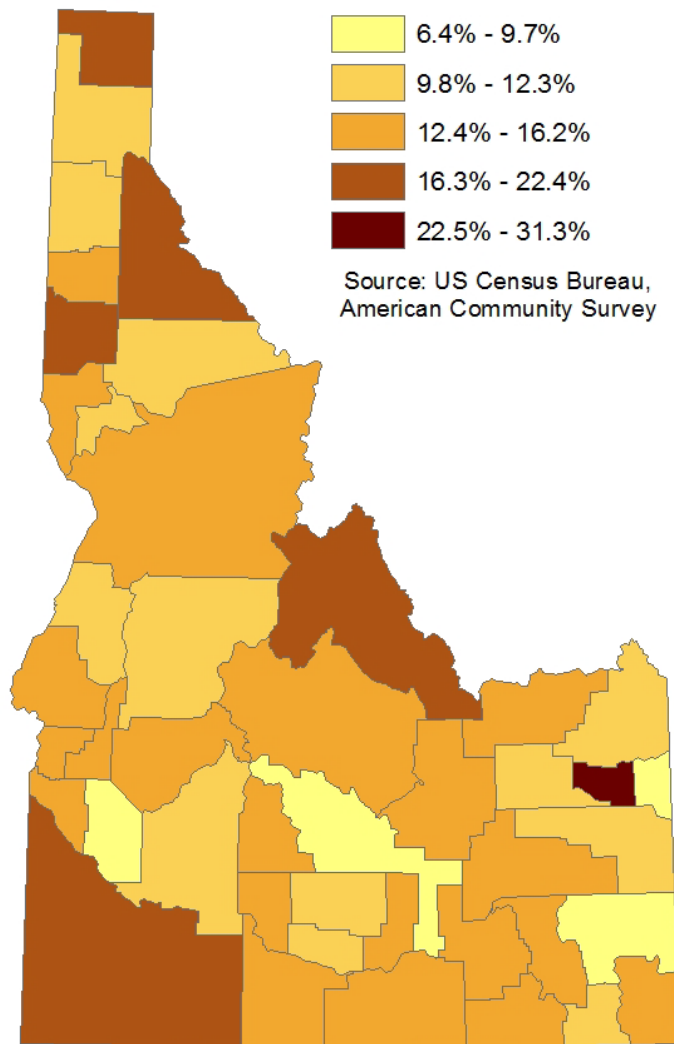 6.4% - 9.7%
9.8% - 12.3%
12.4% - 16.2%
16.3% - 22.4%
22.5% - 31.3%
Source: US Census Bureau,
American Community Survey